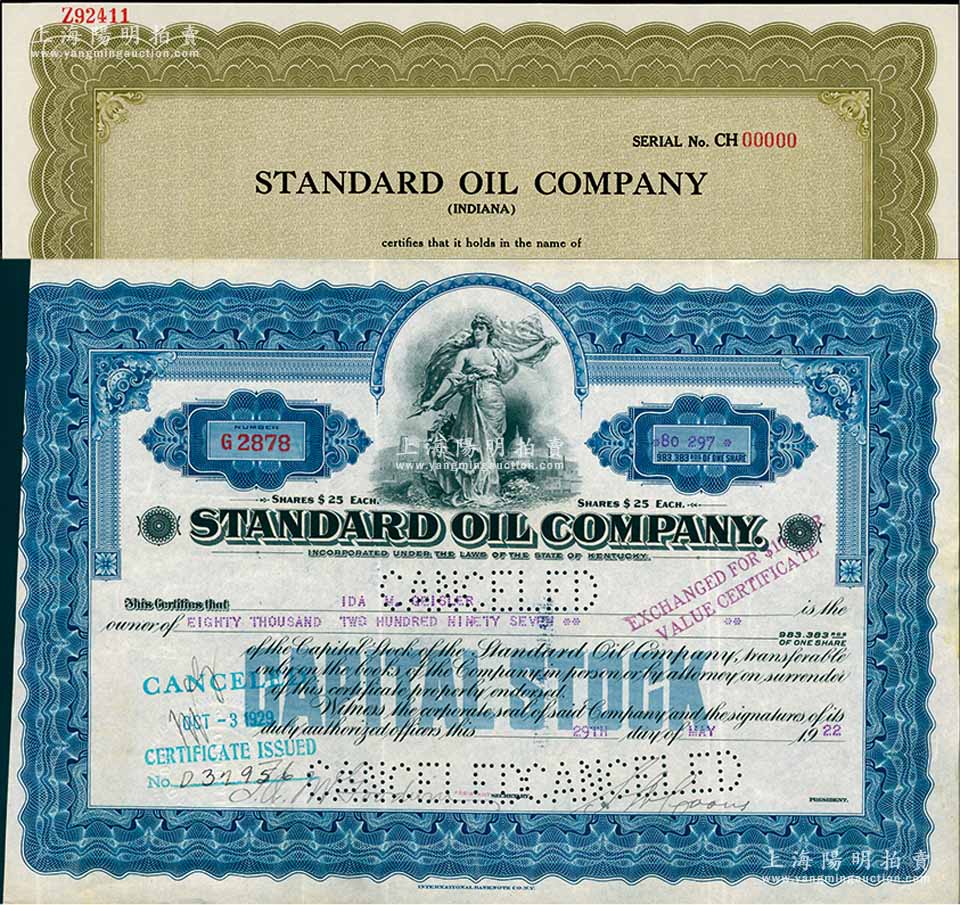 Z92411
上海陽明拍賣
www.yangmingauction.com
SERIAL No. CH 00000
STANDARD OIL COMPANY
(INDIANA)
certifies that it holds in the name of
NUMBER
G 2878
*80 297 *
983,383 RDS OF ONE SHARE
上海陽明拍賣
www.yangmingauction.com
SHARES $ 25 EACH.
SHARES $ 25 EACH.
STANDARD OIL COMPANY.
INCORPORATED UNDER THE LAWS OF THE STATE OF KENTUCKY.
CANCELED
EXCHANGED FOR
VALUE CERTIFICATE
This Certifies that IDA GEISLER is the
owner of EIGHTY THOUSAND TWO HUNDRED NINETY SEVEN ** **
983,383 RDS
OF ONE SHARE
CAPITAL STOCK
of the Capital Stock of the Standard Oil Company, transferable
only on the books of the Company in person or by attorney on surrender
of this certificate properly endorsed.
Witness the corporate seal of said Company and the signatures of its
duly authorized officers this 29TH day of MAY 1922
CANCELED
OCT - 3 1929
CERTIFICATE ISSUED
No. D37956
CANCELED CANCELED
SECRETARY.
PRESIDENT.
INTERNATIONAL BANKNOTE CO. N.Y.
上海陽明拍賣
www.yangmingauction.com